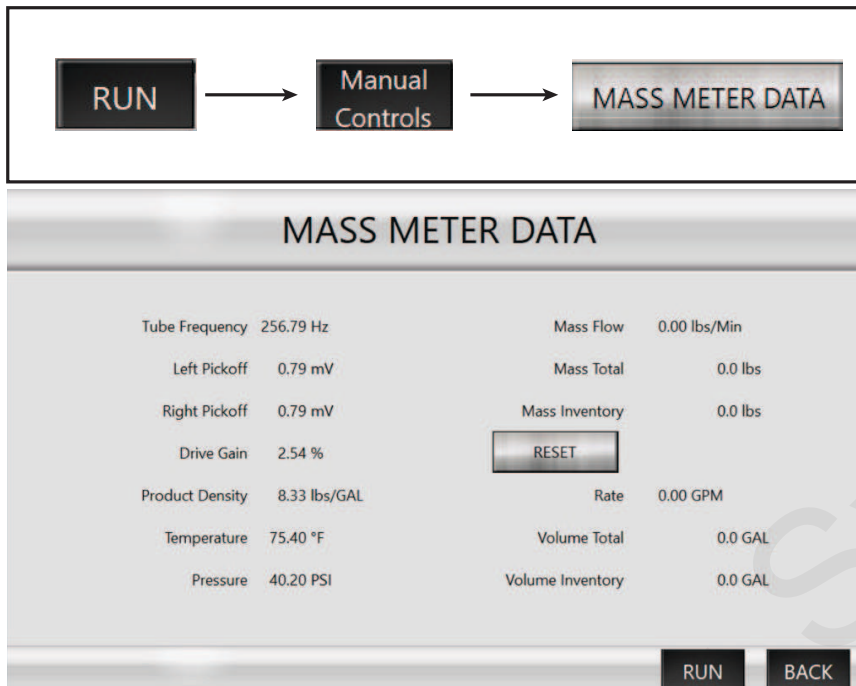 RUN
Manual
Controls
MASS METER DATA
MASS METER DATA
Tube Frequency 256.79 Hz
Left Pickoff 0.79 mV
Right Pickoff 0.79 mV
Drive Gain 2.54 %
Product Density 8.33 lbs/GAL
Temperature 75.40 °F
Pressure 40.20 PSI
Mass Flow 0.00 lbs/Min
Mass Total 0.0 lbs
Mass Inventory 0.0 lbs
RESET
Rate 0.00 GPM
Volume Total 0.0 GAL
Volume Inventory 0.0 GAL
RUN
BACK